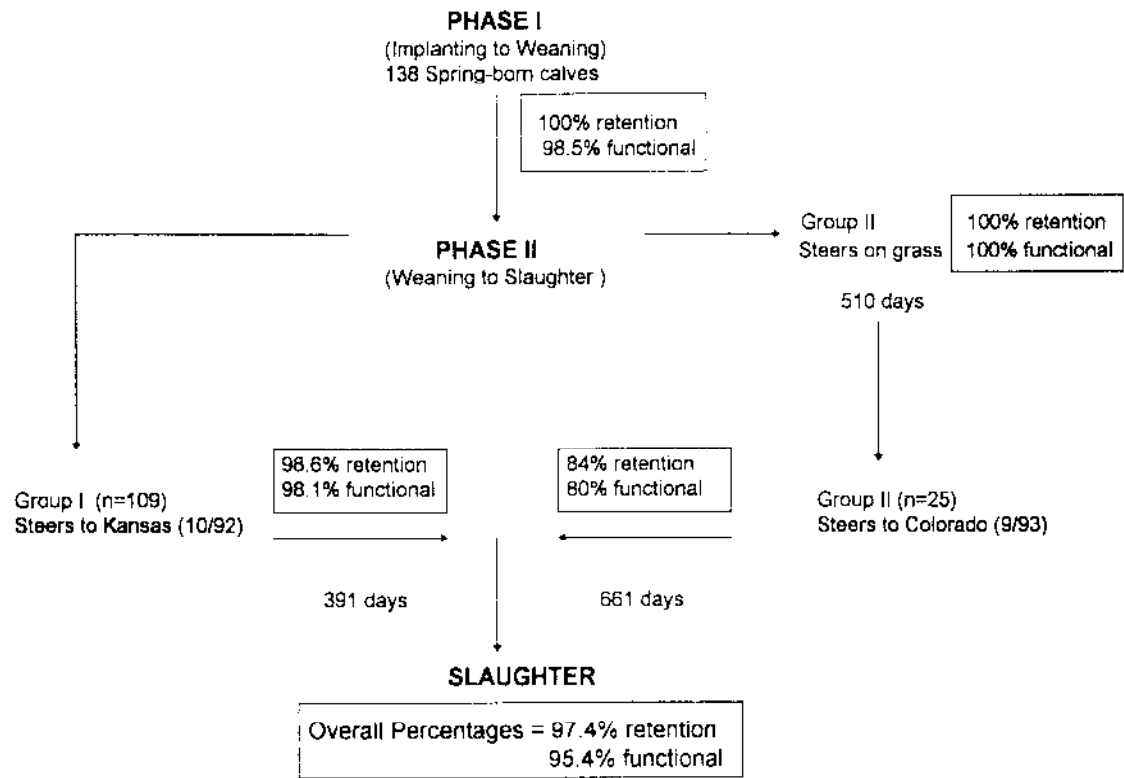 PHASE I
(Implanting to Weaning)
138 Spring-born calves
100% retention
98.5% functional
PHASE II
(Weaning to Slaughter )
Group II
Steers on grass
100% retention
100% functional
510 days
Group I (n=109)
Steers to Kansas (10/92)
98.6% retention
98.1% functional
84% retention
80% functional
Group II (n=25)
Steers to Colorado (9/93)
391 days
661 days
SLAUGHTER
Overall Percentages = 97.4% retention
95.4% functional